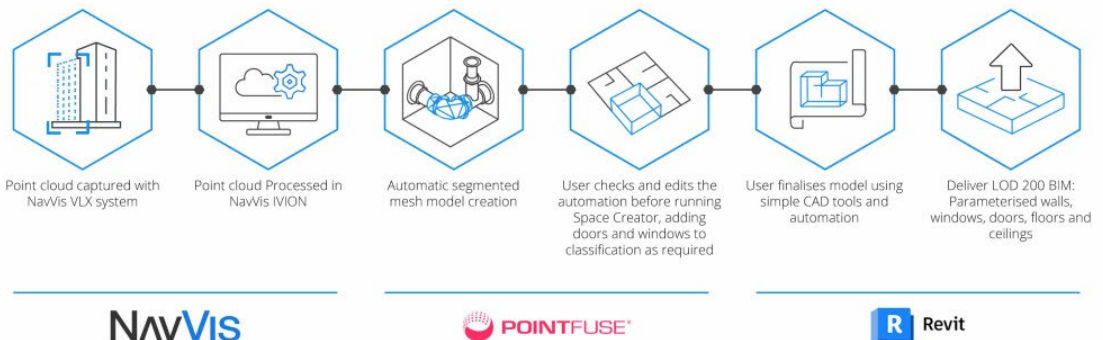 Point cloud captured with
NavVis VLX system
Point cloud Processed in
NavVis IVION
Automatic segmented
mesh model creation
User checks and edits the
automation before running
Space Creator, adding
doors and windows to
classification as required
User finalises model using
simple CAD tools and
automation
Deliver LOD 200 BIM:
Parameterised walls,
windows, doors, floors and
ceilings
NAVVIS
POINTFUSE
R Revit